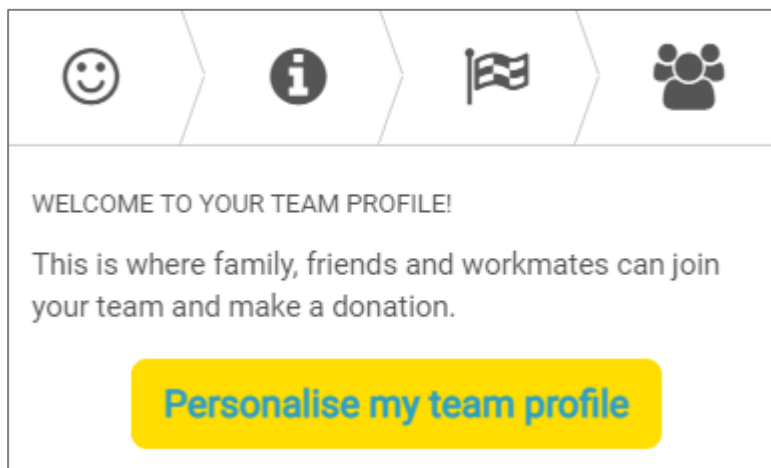 WELCOME TO YOUR TEAM PROFILE!
This is where family, friends and workmates can join
your team and make a donation.
Personalise my team profile